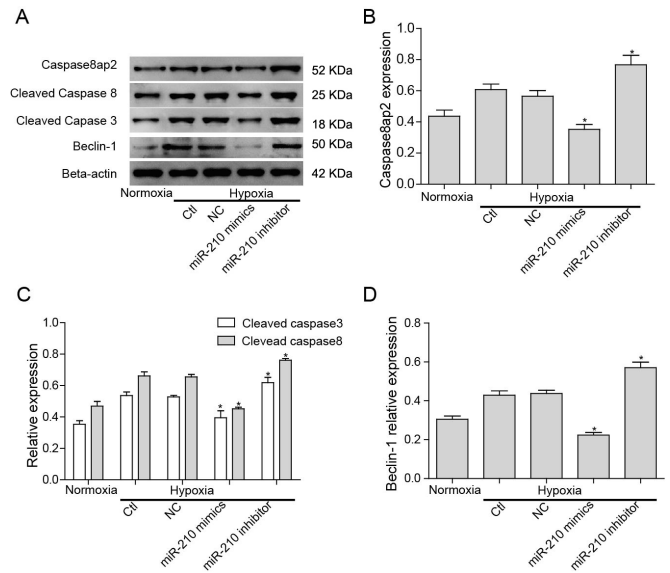 A
Caspase8ap2
52 KDa
Cleaved Caspase 8
25 KDa
Cleaved Capase 3
18 KDa
Beclin-1
50 KDa
Beta-actin
42 KDa
Normoxia
Hypoxia
Ctl
NC
miR-210 mimics
miR-210 inhibitor
B
Caspase8ap2 expression
1.0
0.8
0.6
0.4
0.2
0.0
*
*
Normoxia
Hypoxia
Ctl
NC
miR-210 mimics
miR-210 inhibitor
C
Cleaved caspase3
Clevead caspase8
Relative expression
1.0
0.8
0.6
0.4
0.2
0.0
*
*
*
*
Normoxia
Hypoxia
Ctl
NC
miR-210 mimics
miR-210 inhibitor
D
Beclin-1 relative expression
0.8
0.6
0.4
0.2
0.0
*
*
Normoxia
Hypoxia
Ctl
NC
miR-210 mimics
miR-210 inhibitor